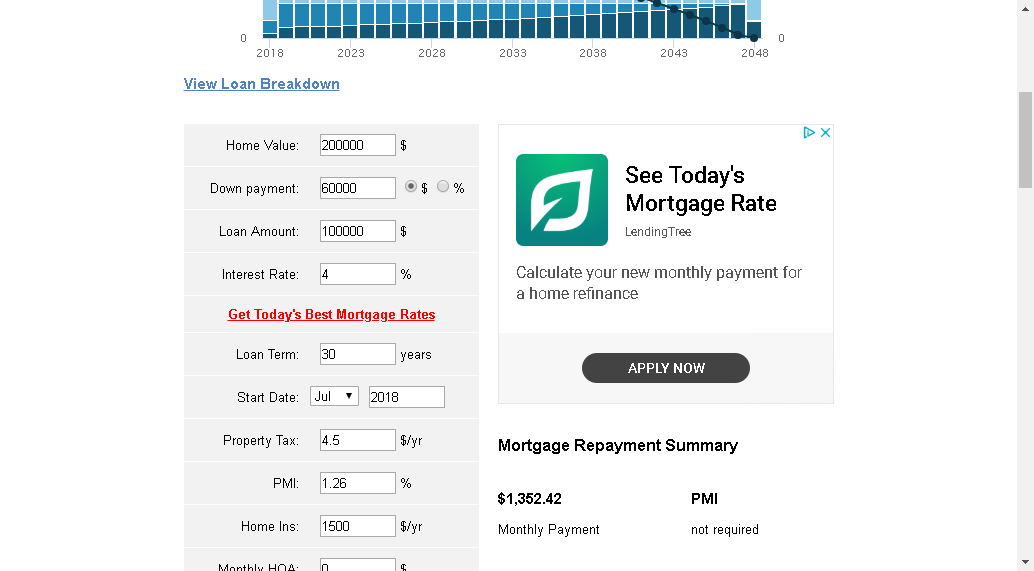 0
0
2018 2023 2028 2033 2038 2043 2048
View Loan Breakdown
Home Value: 200000 $
Down payment: 60000 $ %
Loan Amount: 100000 $
Interest Rate: 4 %
Get Today's Best Mortgage Rates
Loan Term: 30 years
Start Date: Jul 2018
Property Tax: 4.5 $/yr
PMI: 1.26 %
Home Ins: 1500 $/yr
Monthly HOA: 0 $
See Today's
Mortgage Rate
LendingTree
Calculate your new monthly payment for
a home refinance
APPLY NOW
Mortgage Repayment Summary
$1,352.42 PMI
Monthly Payment not required